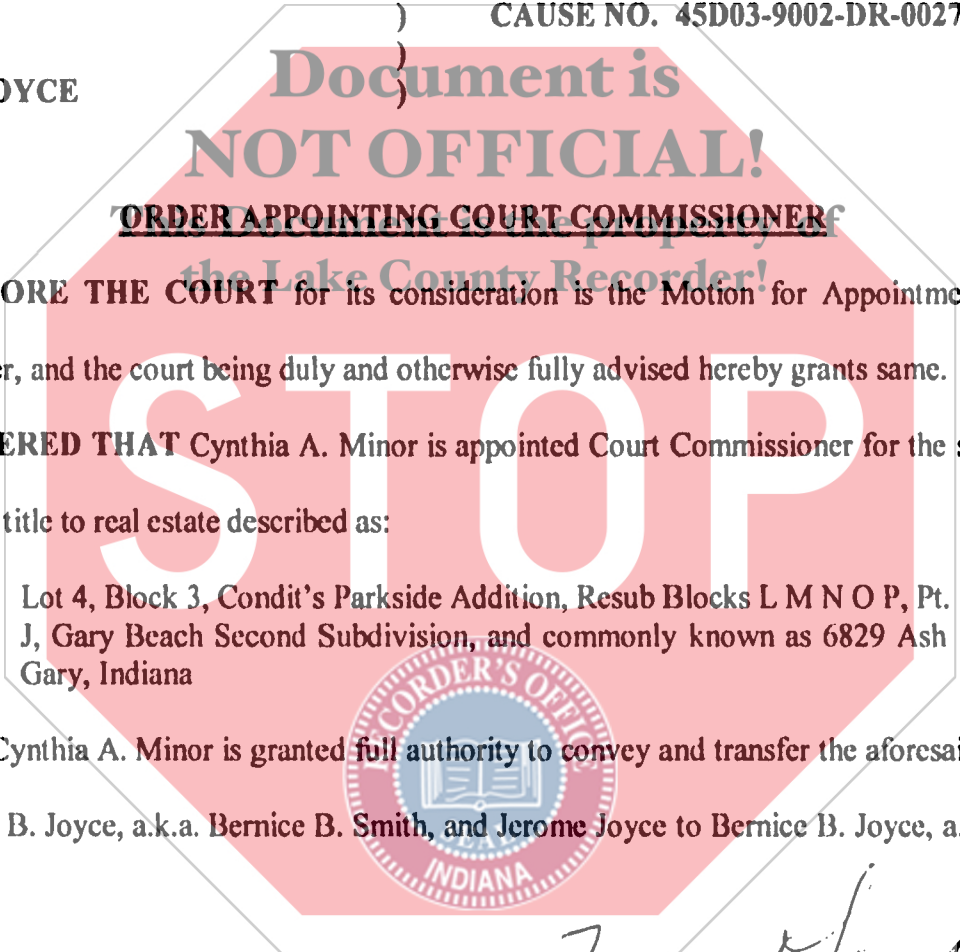 ) CAUSE NO. 45D03-9002-DR-0027
)
OYCE )
Document is
NOT OFFICIAL!
ORDER APPOINTING COURT COMMISSIONER
This Document is the property of
the Lake County Recorder!
ORE THE COURT for its consideration is the Motion for Appointme
r, and the court being duly and otherwise fully advised hereby grants same.
ERED THAT Cynthia A. Minor is appointed Court Commissioner for the
title to real estate described as:
STOP
Lot 4, Block 3, Condit's Parkside Addition, Resub Blocks L M N O P, Pt.
J, Gary Beach Second Subdivision, and commonly known as 6829 Ash
Gary, Indiana
RECORDER'S OFFICE
Cynthia A. Minor is granted full authority to convey and transfer the aforesai
B. Joyce, a.k.a. Bernice B. Smith, and Jerome Joyce to Bernice B. Joyce, a.
SEAL
INDIANA